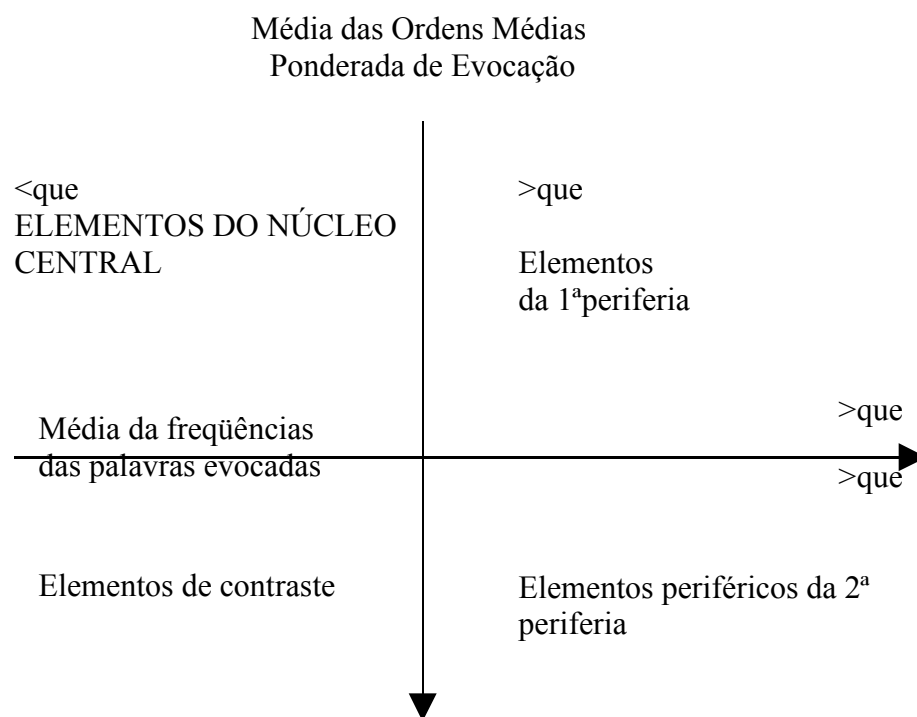 Média das Ordens Médias
Ponderada de Evocação
<que
ELEMENTOS DO NÚCLEO
CENTRAL
>que
Elementos
da 1ªperiferia
Média da freqüências
das palavras evocadas
>que
>que
Elementos de contraste
Elementos periféricos da 2ª
periferia